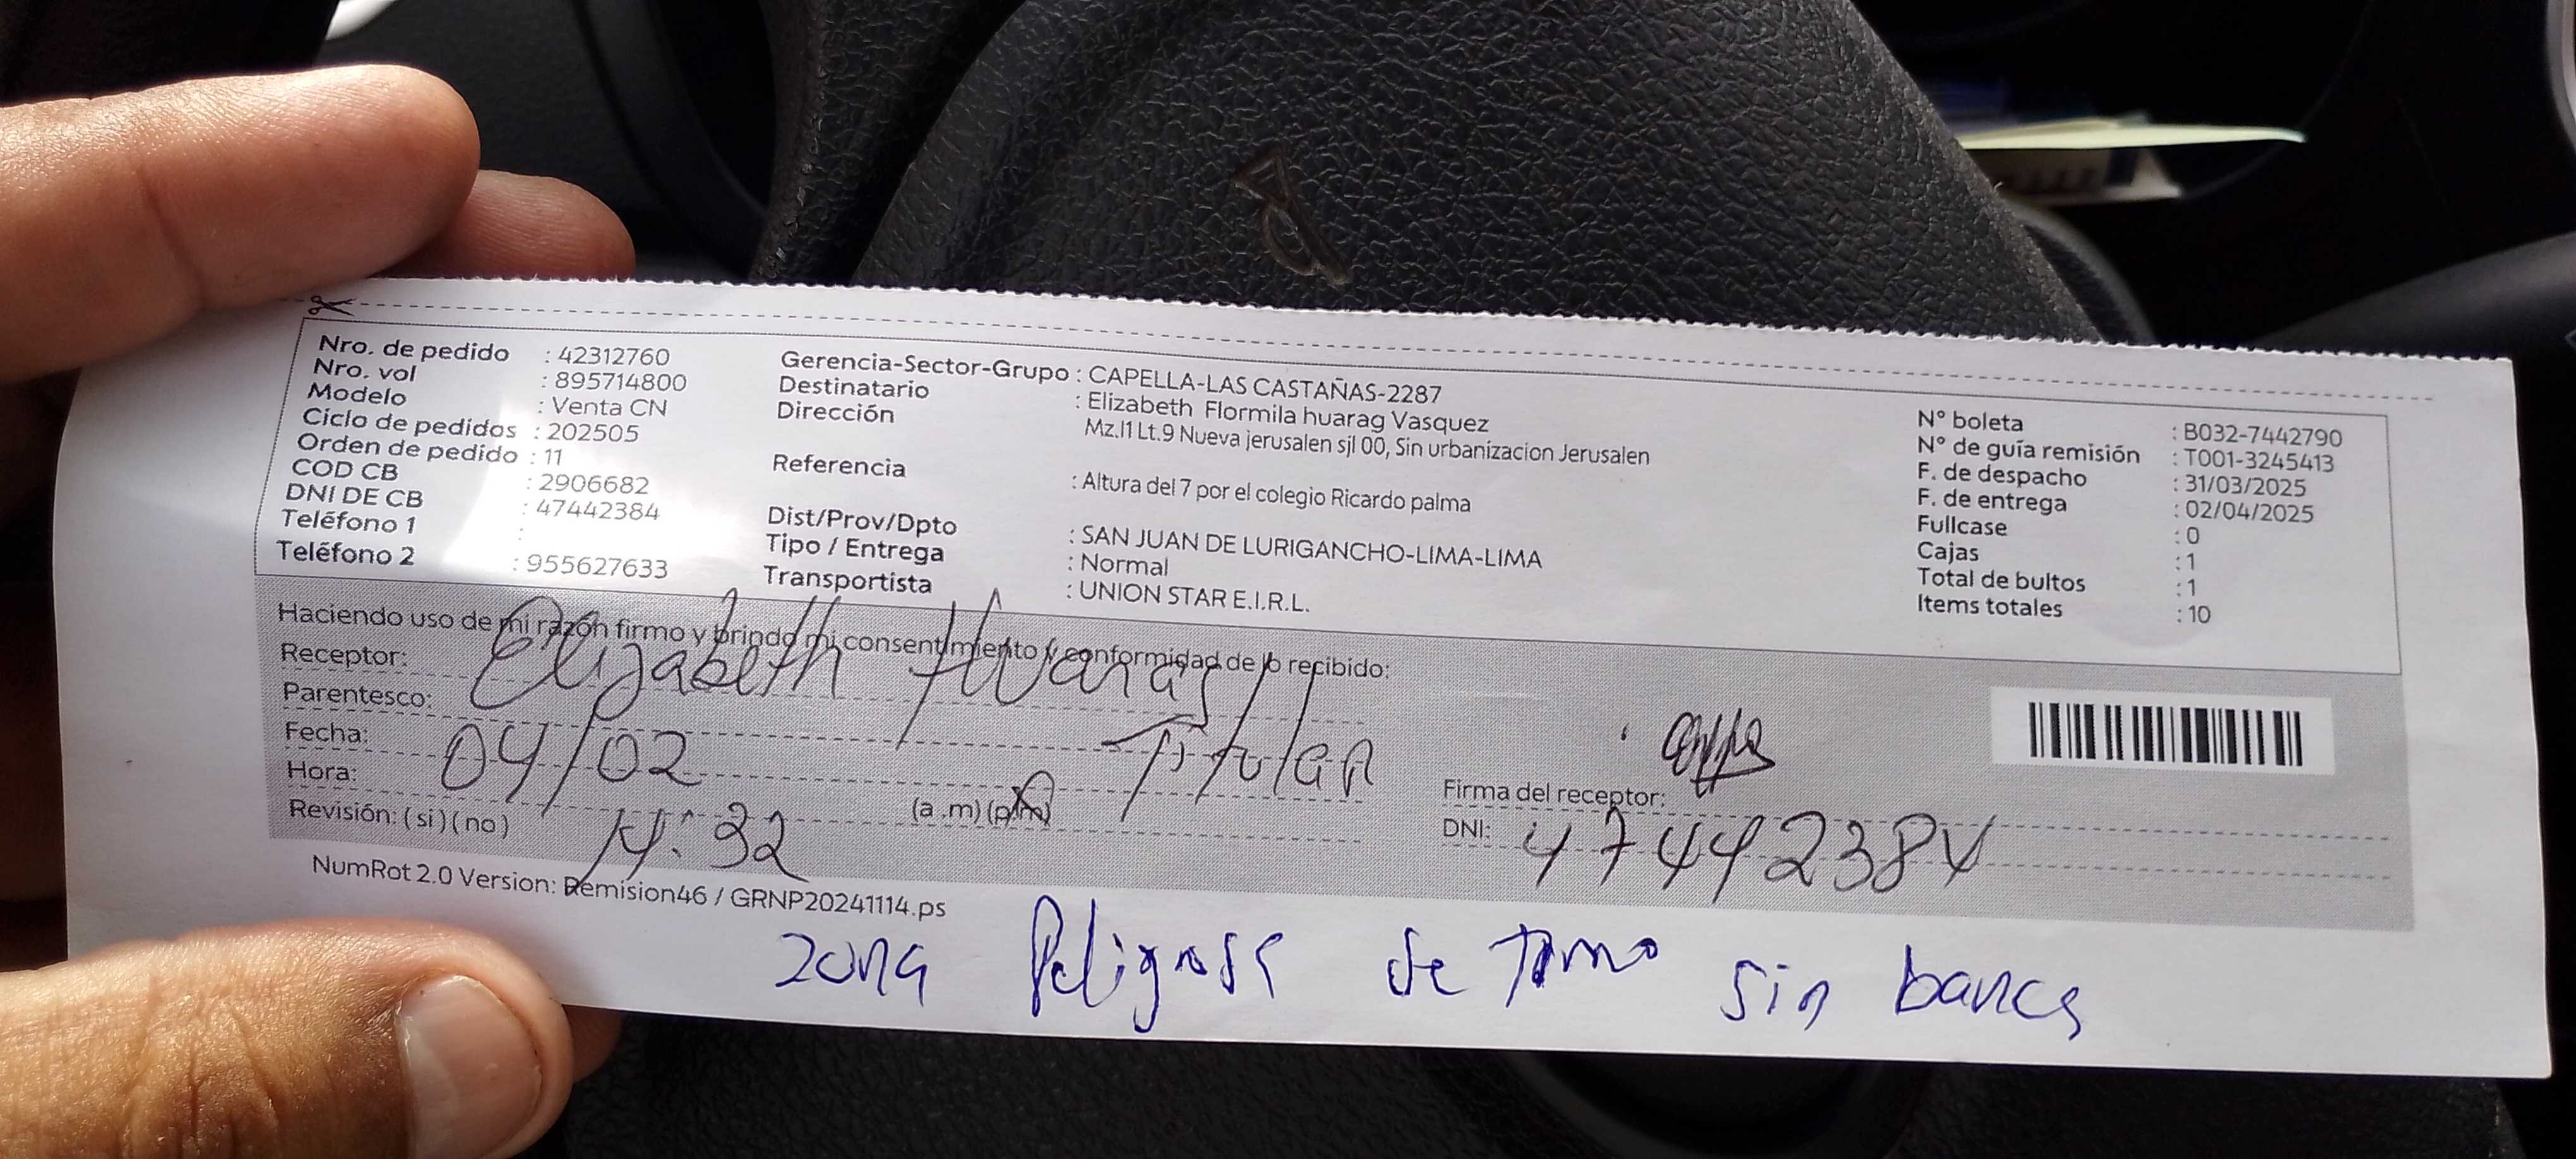 Nro. de pedido : 42312760
Nro. vol : 895714800
Modelo : Venta CN
Ciclo de pedidos : 202505
Orden de pedido : 11
COD CB : 2906682
DNI DE CB : 47442384
Teléfono 1 :
Teléfono 2 : 955627633
Gerencia-Sector-Grupo : CAPELLA-LAS CASTAÑAS-2287
Destinatario : Elizabeth Flormila huarag Vasquez
Dirección Mz.I1 Lt.9 Nueva jerusalen sjl 00, Sin urbanizacion Jerusalen
Referencia : Altura del 7 por el colegio Ricardo palma
Dist/Prov/Dpto : SAN JUAN DE LURIGANCHO-LIMA-LIMA
Tipo / Entrega : Normal
Transportista : UNION STAR E.I.R.L.
N° boleta : B032-7442790
N° de guía remisión : T001-3245413
F. de despacho : 31/03/2025
F. de entrega : 02/04/2025
Fullcase : 0
Cajas : 1
Total de bultos : 1
Items totales : 10
Haciendo uso de mi razón firmo y brindo mi consentimiento y conformidad de lo recibido:
Receptor: Elizabeth Huarag
Parentesco: Titular
Fecha: 04/02
Hora: 14:32 (a.m) (p.m)
Revisión: ( si ) ( no )
Firma del receptor:
DNI: 47442384
NumRot 2.0 Version: Remision46 / GRNP20241114.ps
zona Peligrosa de sin banca